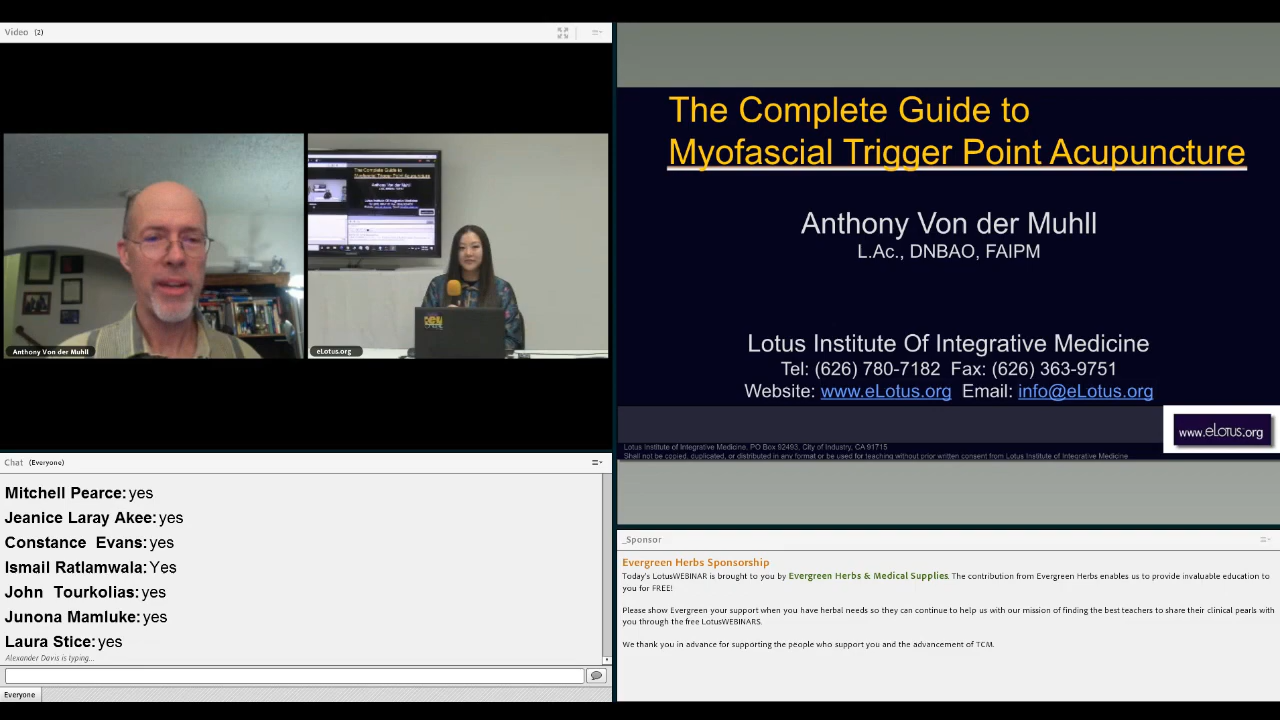 Video (2)
Anthony Von der Muhll
eLotus.org
Chat (Everyone)
Mitchell Pearce: yes
Jeanice Laray Akee: yes
Constance Evans: yes
Ismail Ratlamwala: Yes
John Tourkolias: yes
Junona Mamluke: yes
Laura Stice: yes
Alexander Davis is typing...
Everyone
The Complete Guide to
Myofascial Trigger Point Acupuncture
Anthony Von der Muhll
L.Ac., DNBAO, FAIPM
Lotus Institute Of Integrative Medicine
Tel: (626) 780-7182 Fax: (626) 363-9751
Website: www.eLotus.org Email: info@eLotus.org
www.eLotus.org
Lotus Institute of Integrative Medicine, PO Box 92493, City of Industry, CA 91715
Shall not be copied, duplicated, or distributed in any format or be used for teaching without prior written consent from Lotus Institute of Integrative Medicine
_Sponsor
Evergreen Herbs Sponsorship
Today's LotusWEBINAR is brought to you by Evergreen Herbs & Medical Supplies. The contribution from Evergreen Herbs enables us to provide invaluable education to
you for FREE!
Please show Evergreen your support when you have herbal needs so they can continue to help us with our mission of finding the best teachers to share their clinical pearls with
you through the free LotusWEBINARS.
We thank you in advance for supporting the people who support you and the advancement of TCM.